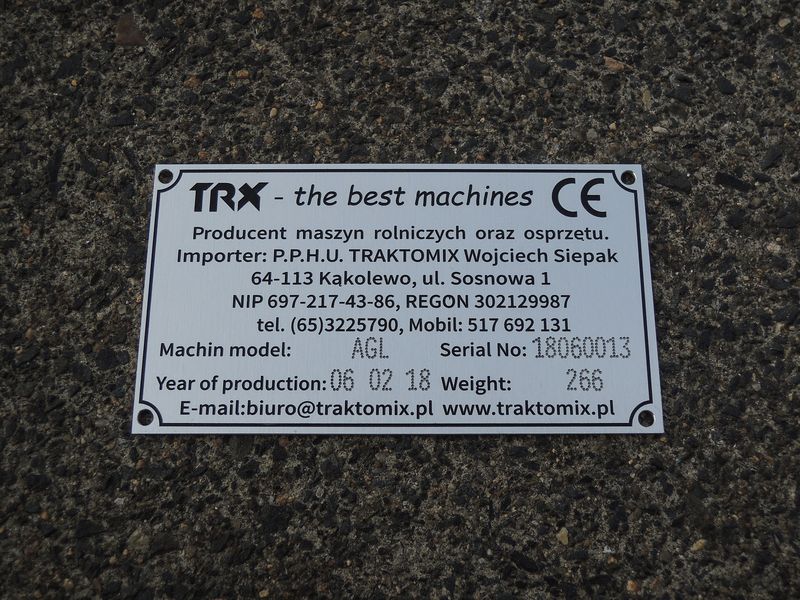 TRX - the best machines CE
Producent maszyn rolniczych oraz osprzętu.
Importer: P.P.H.U. TRAKTOMIX Wojciech Siepak
64-113 Kąkolewo, ul. Sosnowa 1
NIP 697-217-43-86, REGON 302129987
tel. (65)3225790, Mobil: 517 692 131
Machin model: AGL Serial No: 18060013
Year of production: 06 02 18 Weight: 266
E-mail:biuro@traktomix.pl www.traktomix.pl